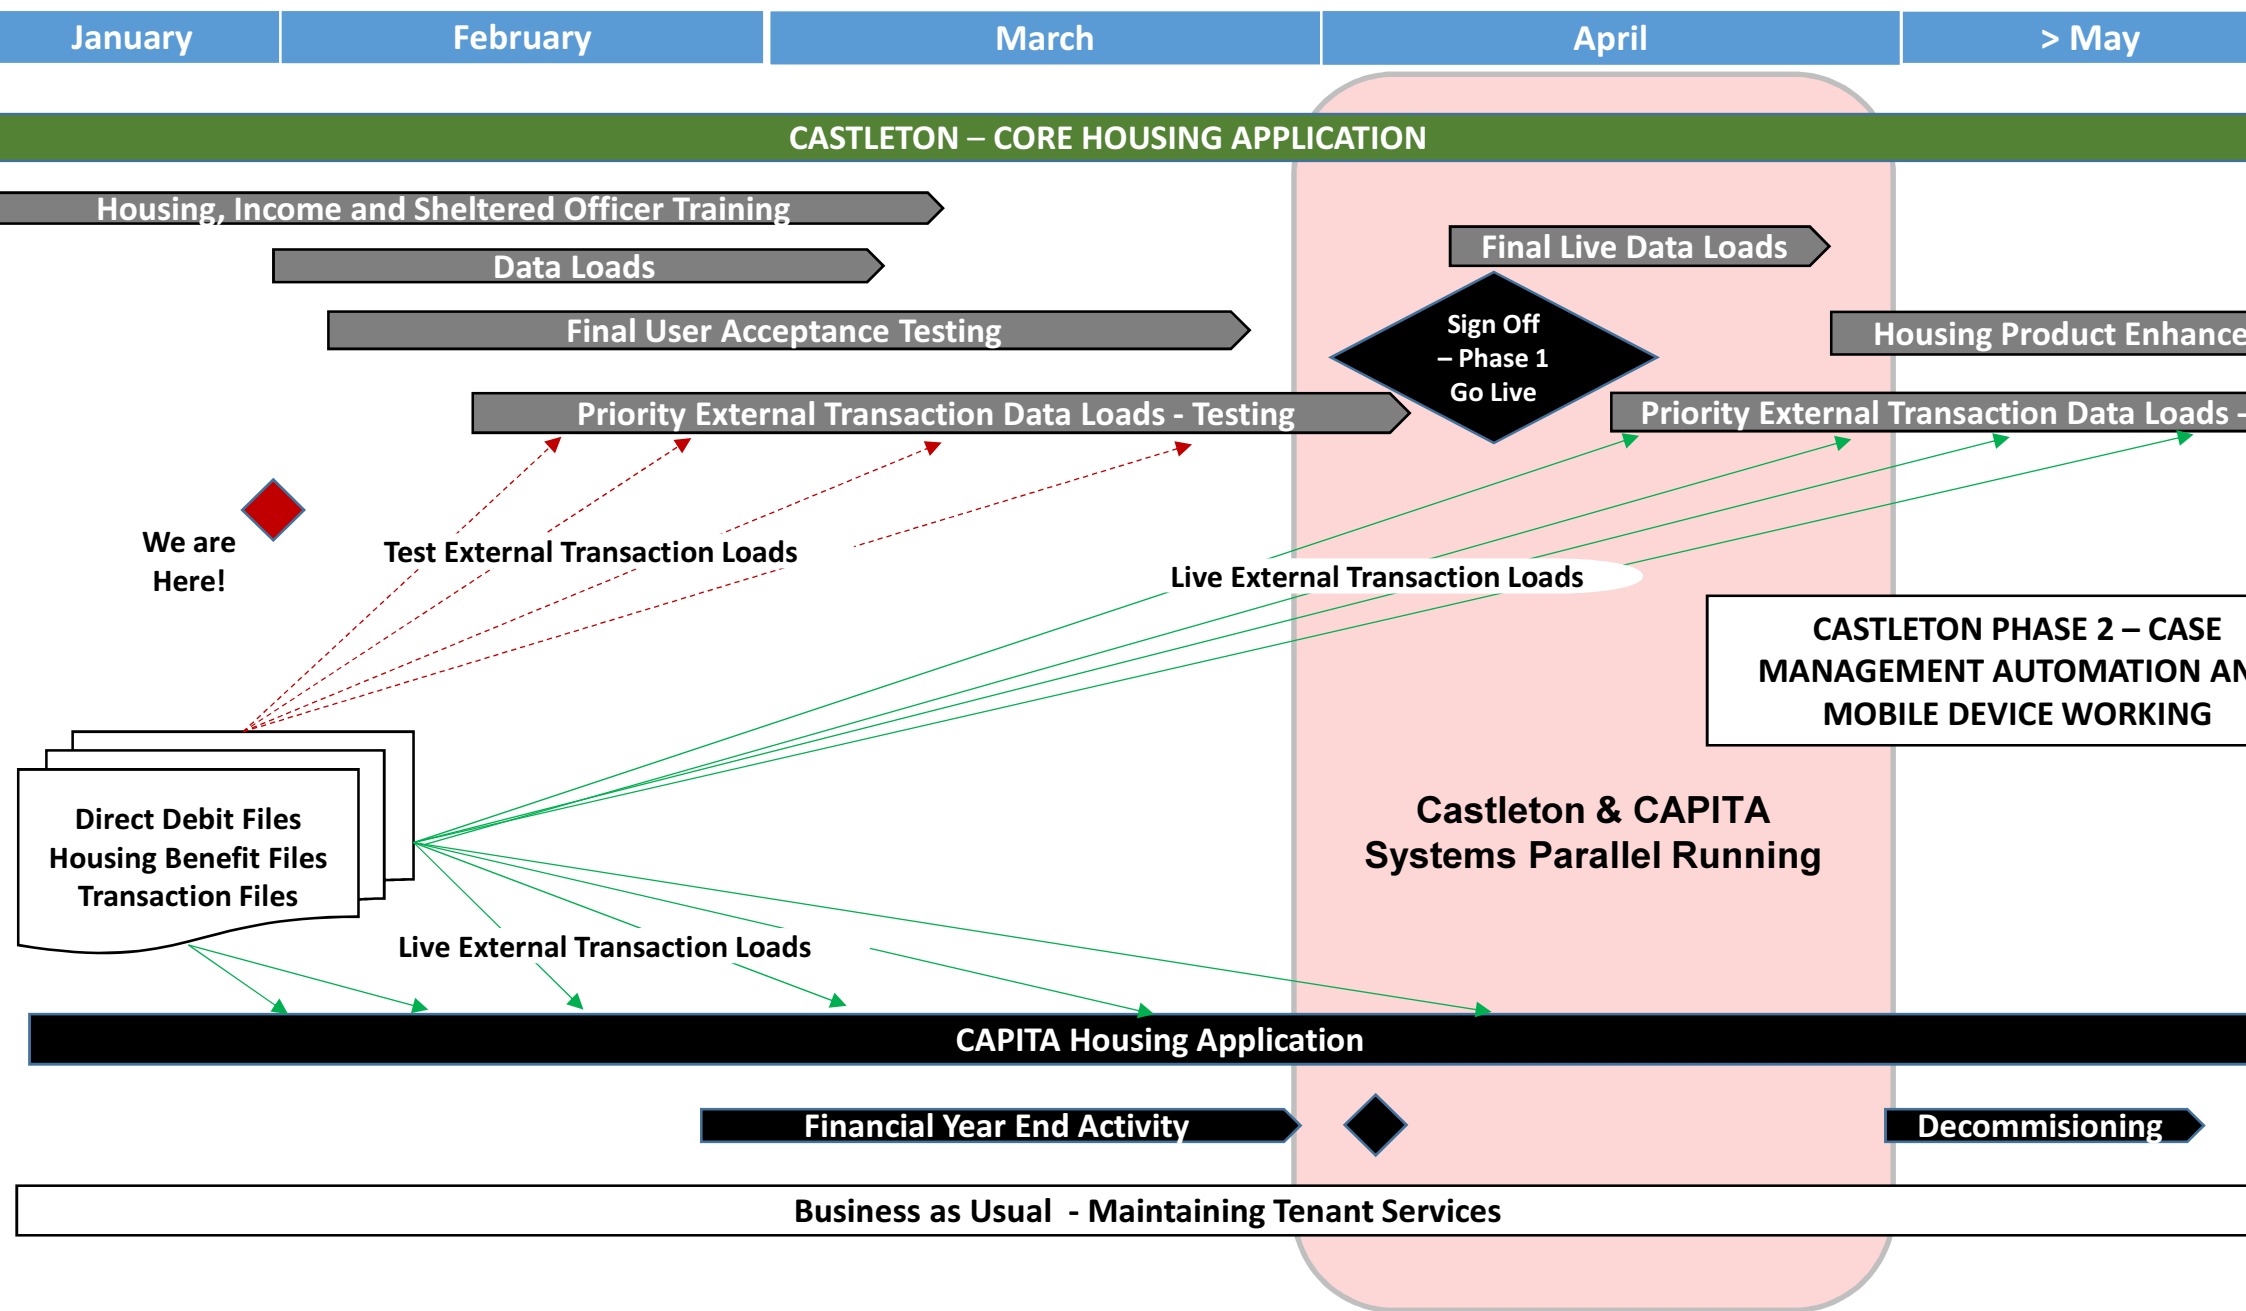 January
February
March
April
> May
CASTLETON – CORE HOUSING APPLICATION
Housing, Income and Sheltered Officer Training
Data Loads
Final Live Data Loads
Final User Acceptance Testing
Sign Off
– Phase 1
Go Live
Housing Product Enhance
Priority External Transaction Data Loads - Testing
Priority External Transaction Data Loads -
We are
Here!
Test External Transaction Loads
Live External Transaction Loads
CASTLETON PHASE 2 – CASE
MANAGEMENT AUTOMATION AN
MOBILE DEVICE WORKING
Direct Debit Files
Housing Benefit Files
Transaction Files
Castleton & CAPITA
Systems Parallel Running
Live External Transaction Loads
CAPITA Housing Application
Financial Year End Activity
Decommisioning
Business as Usual - Maintaining Tenant Services